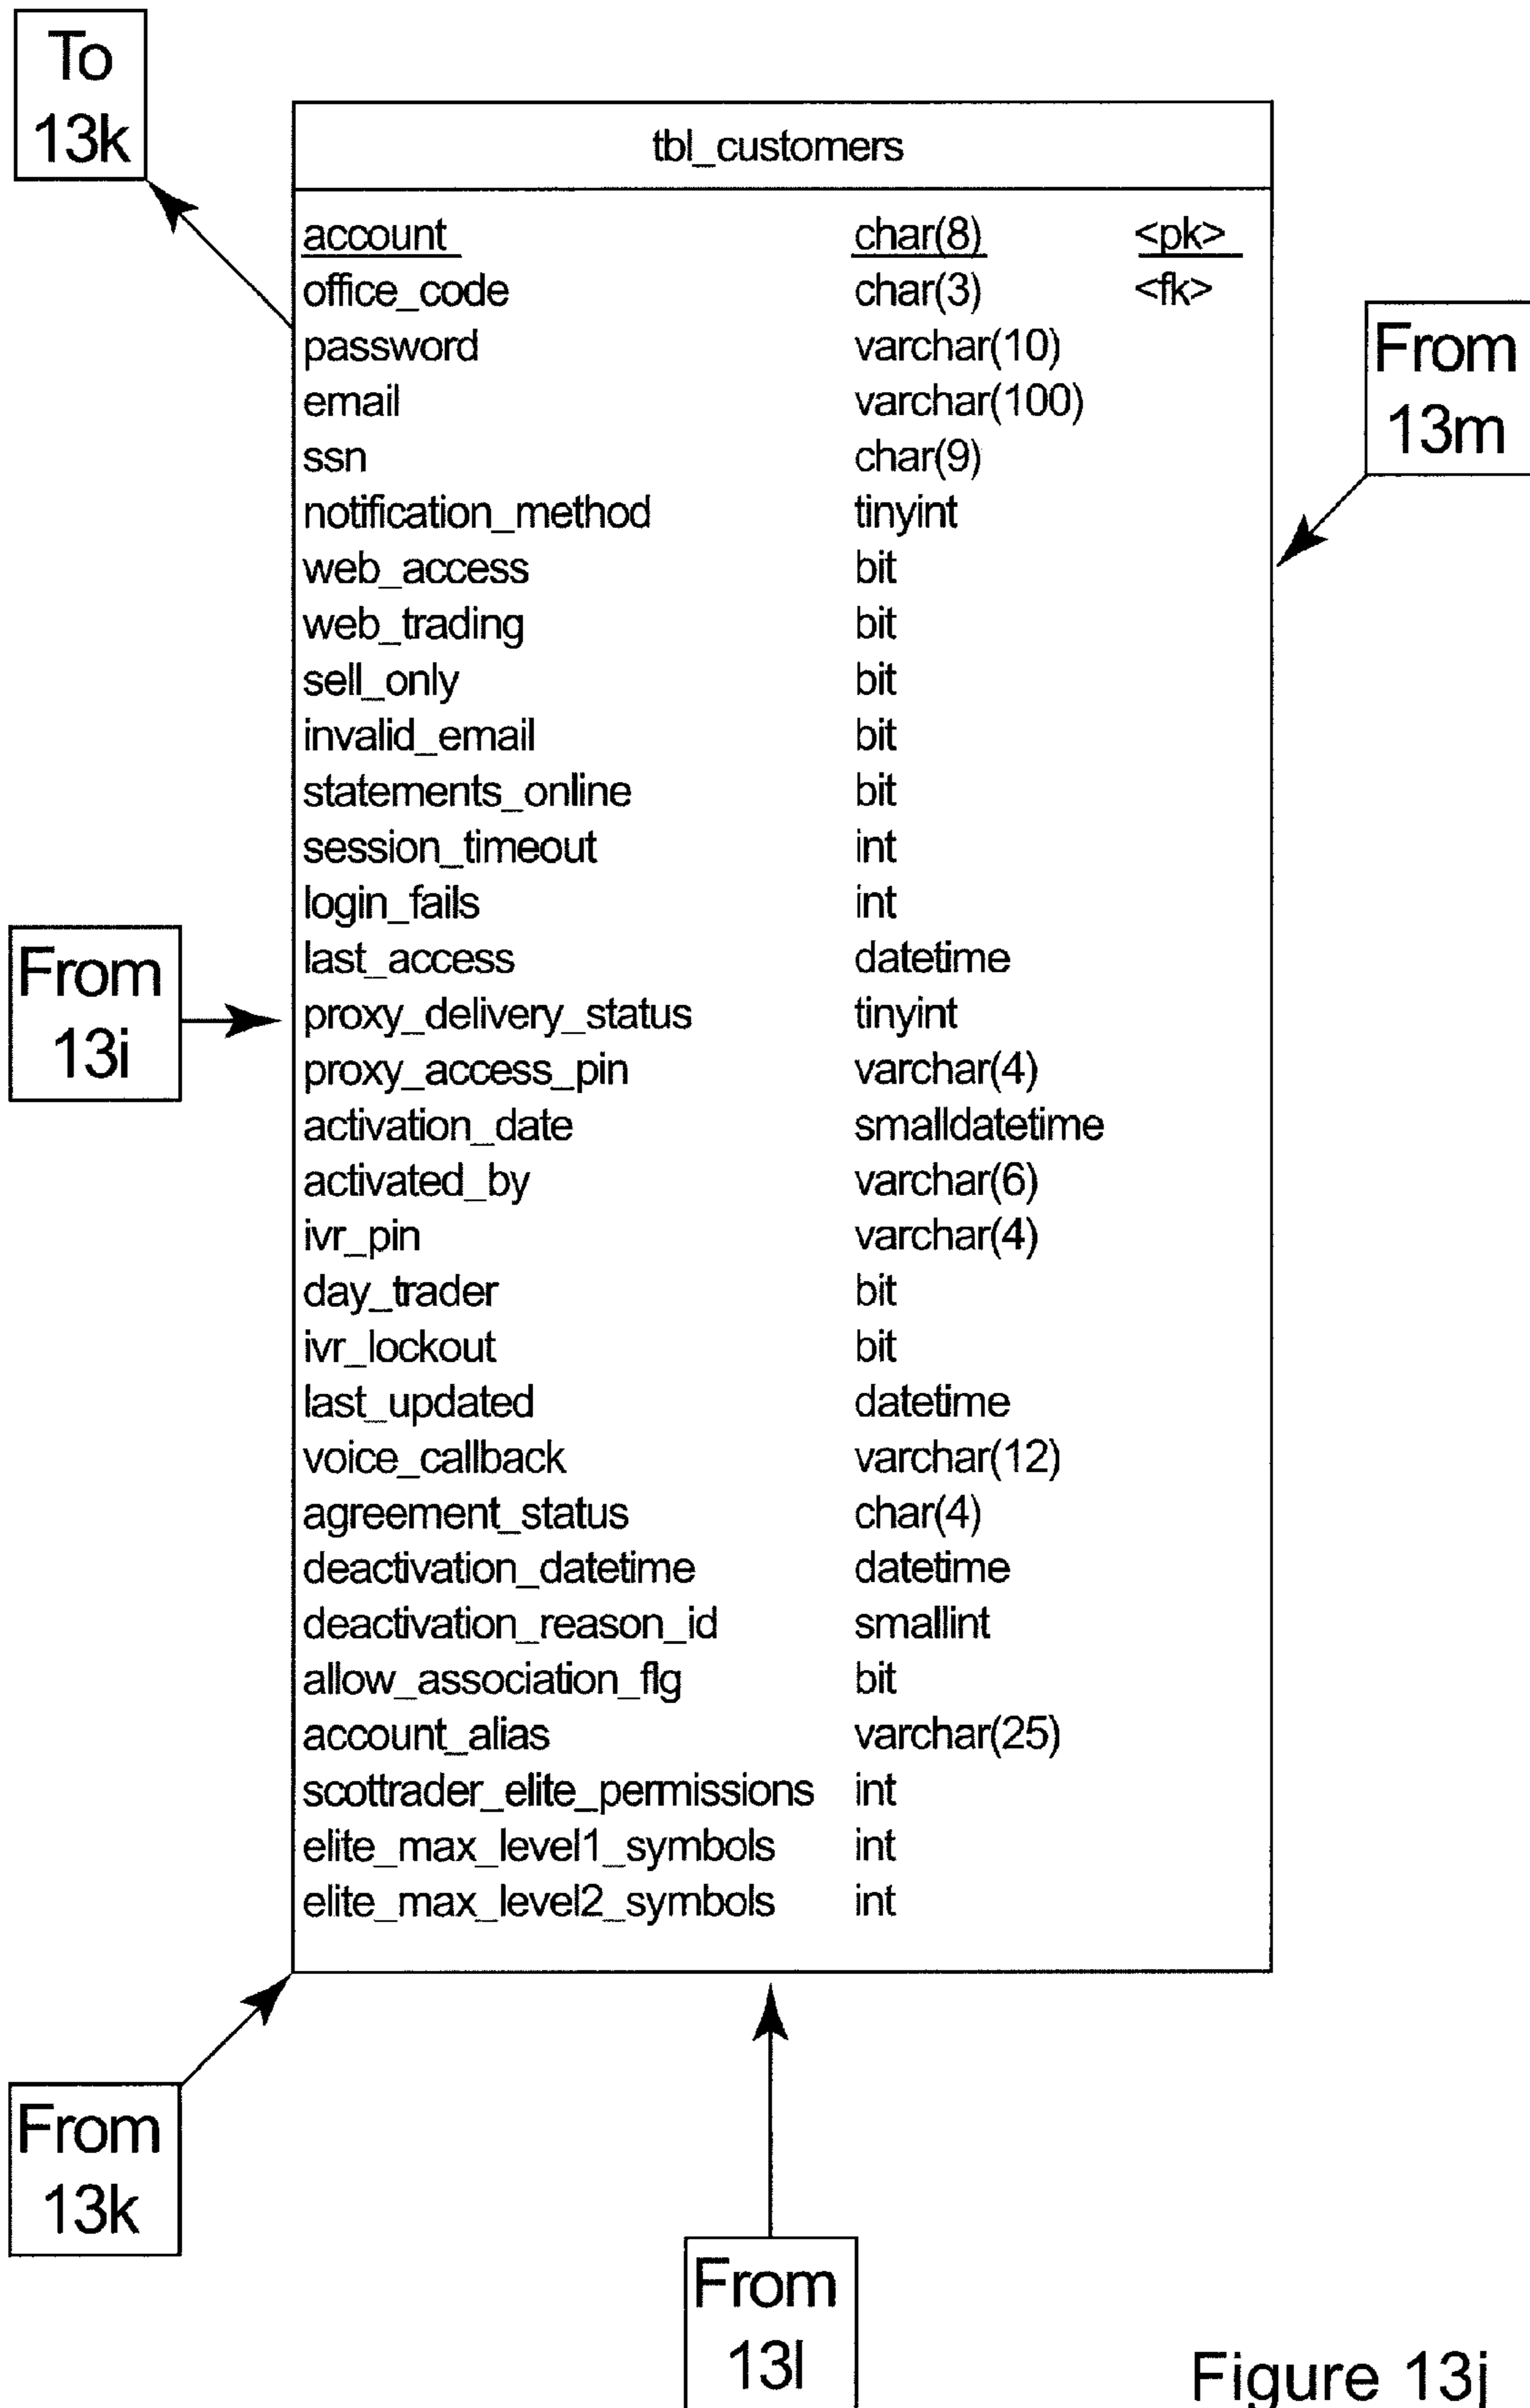 To
13k
tbl_customers
account char(8) <pk>
office_code char(3) <fk>
password varchar(10)
email varchar(100)
ssn char(9)
notification_method tinyint
web_access bit
web_trading bit
sell_only bit
invalid_email bit
statements_online bit
session_timeout int
login_fails int
last_access datetime
proxy_delivery_status tinyint
proxy_access_pin varchar(4)
activation_date smalldatetime
activated_by varchar(6)
ivr_pin varchar(4)
day_trader bit
ivr_lockout bit
last_updated datetime
voice_callback varchar(12)
agreement_status char(4)
deactivation_datetime datetime
deactivation_reason_id smallint
allow_association_flg bit
account_alias varchar(25)
scottrader_elite_permissions int
elite_max_level1_symbols int
elite_max_level2_symbols int
From
13m
From
13i
From
13k
From
13l
Figure 13j